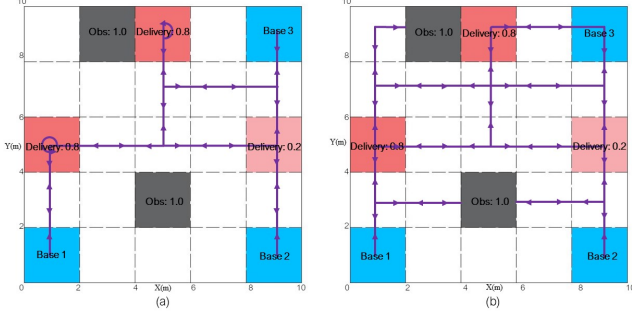 10
10
Obs: 1.0
Delivery: 0.8
Base 3
Obs: 1.0
Delivery: 0.8
Base 3
8
8
6
6
Y(m)
Delivery: 0.8
Delivery: 0.2
Y(m)
Delivery: 0.8
Delivery: 0.2
4
4
Obs: 1.0
Obs: 1.0
2
2
Base 1
Base 2
Base 1
Base 2
0 2 4 X(m) 6 8 10
0 2 4 X(m) 6 8 10
(a)
(b)